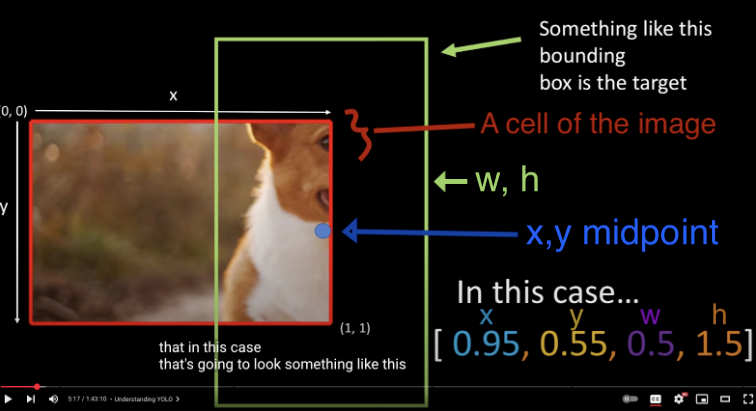 Something like this
bounding
box is the target
x
(0, 0)
A cell of the image
w, h
y
x,y midpoint
In this case...
x y w h
[ 0.95, 0.55, 0.5, 1.5]
(1, 1)
that in this case
that's going to look something like this
5:17 / 1:43:10 • Understanding YOLO >